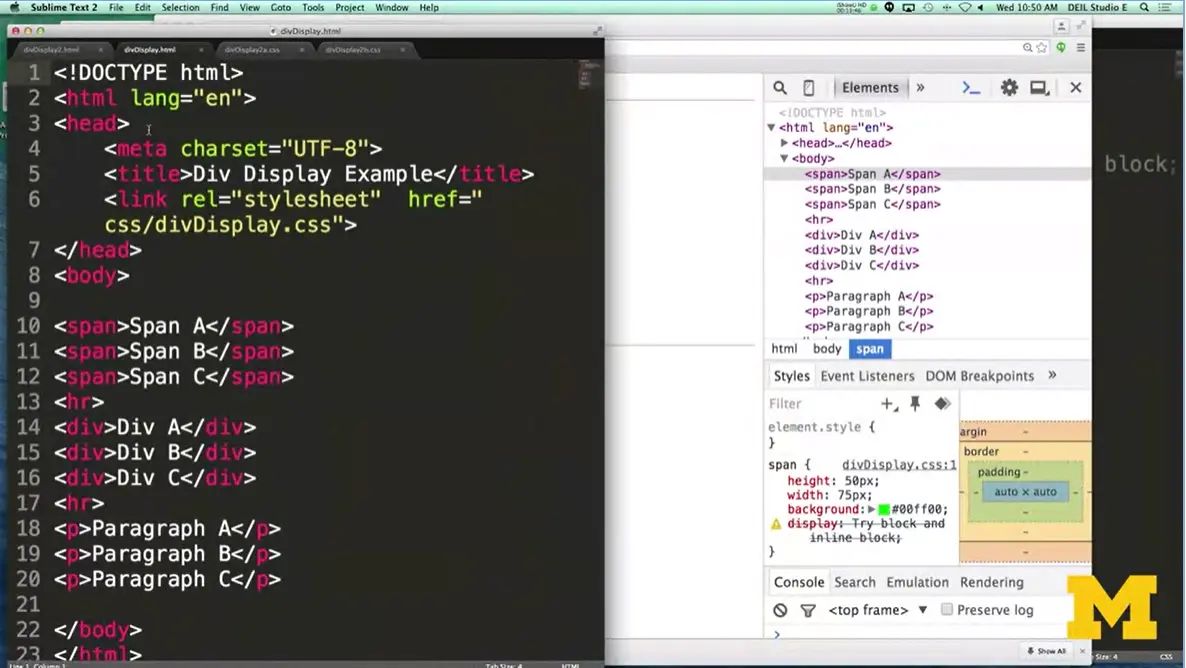 Sublime Text 2 File Edit Selection Find View Goto Tools Project Window Help
Wed 10:50 AM DEIL Studio E
divDisplay.html
divDisplay2.html × divDisplay.html × divDisplay2a.css × divDisplay2b.css ×
1 <!DOCTYPE html>
2 <html lang="en">
3 <head>
4 <meta charset="UTF-8">
5 <title>Div Display Example</title>
6 <link rel="stylesheet" href="
css/divDisplay.css">
7 </head>
8 <body>
9
10 <span>Span A</span>
11 <span>Span B</span>
12 <span>Span C</span>
13 <hr>
14 <div>Div A</div>
15 <div>Div B</div>
16 <div>Div C</div>
17 <hr>
18 <p>Paragraph A</p>
19 <p>Paragraph B</p>
20 <p>Paragraph C</p>
21
22 </body>
23 </html>
Line 1, Column 1 Tab Size: 4 HTML
Elements »
<!DOCTYPE html>
<html lang="en">
<head>…</head>
<body>
<span>Span A</span>
<span>Span B</span>
<span>Span C</span>
<hr>
<div>Div A</div>
<div>Div B</div>
<div>Div C</div>
<hr>
<p>Paragraph A</p>
<p>Paragraph B</p>
<p>Paragraph C</p>
html body span
Styles Event Listeners DOM Breakpoints »
Filter
element.style {
}
span { divDisplay.css:1
height: 50px;
width: 75px;
background: #00ff00;
display: Try block and
inline block;
}
argin -
border -
padding -
auto × auto
Console Search Emulation Rendering
<top frame> ▼ Preserve log
>
Show All ×
block;
Size: 4 CSS
M